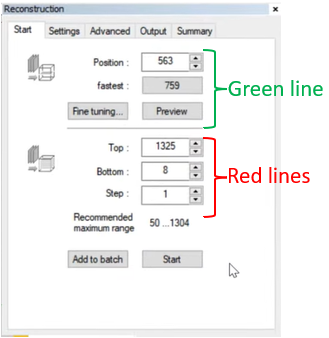 Reconstruction
Start Settings Advanced Output Summary
Position : 563
fastest : 759
Green line
Fine tuning... Preview
Top : 1325
Bottom : 8
Red lines
Step : 1
Recommended
maximum range 50 ...1304
Add to batch Start